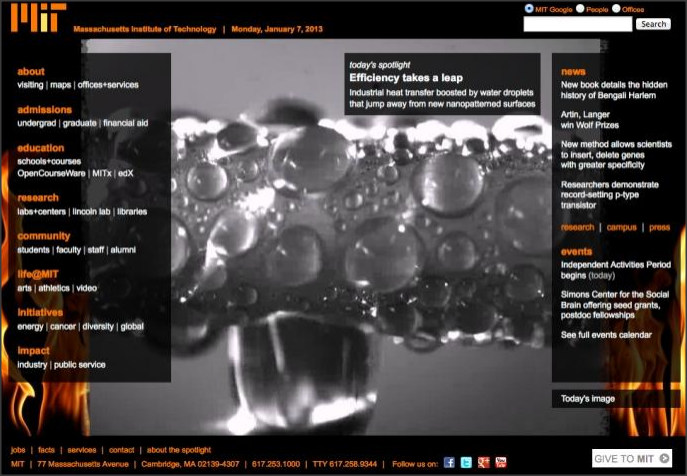 MIT
Massachusetts Institute of Technology | Monday, January 7, 2013
MIT Google People Offices
Search
about
visiting | maps | offices+services
admissions
undergrad | graduate | financial aid
education
schools+courses
OpenCourseWare | MITx | edX
research
labs+centers | lincoln lab | libraries
community
students | faculty | staff | alumni
life@MIT
arts | athletics | video
initiatives
energy | cancer | diversity | global
impact
industry | public service
today's spotlight
Efficiency takes a leap
Industrial heat transfer boosted by water droplets
that jump away from new nanopatterned surfaces
news
New book details the hidden
history of Bengali Harlem
Artin, Langer
win Wolf Prizes
New method allows scientists
to insert, delete genes
with greater specificity
Researchers demonstrate
record-setting p-type
transistor
research | campus | press
events
Independent Activities Period
begins (today)
Simons Center for the Social
Brain offering seed grants,
postdoc fellowships
See full events calendar
Today's image
jobs | facts | services | contact | about the spotlight
MIT | 77 Massachusetts Avenue | Cambridge, MA 02139-4307 | 617.253.1000 | TTY 617.258.9344 | Follow us on:
GIVE TO MIT